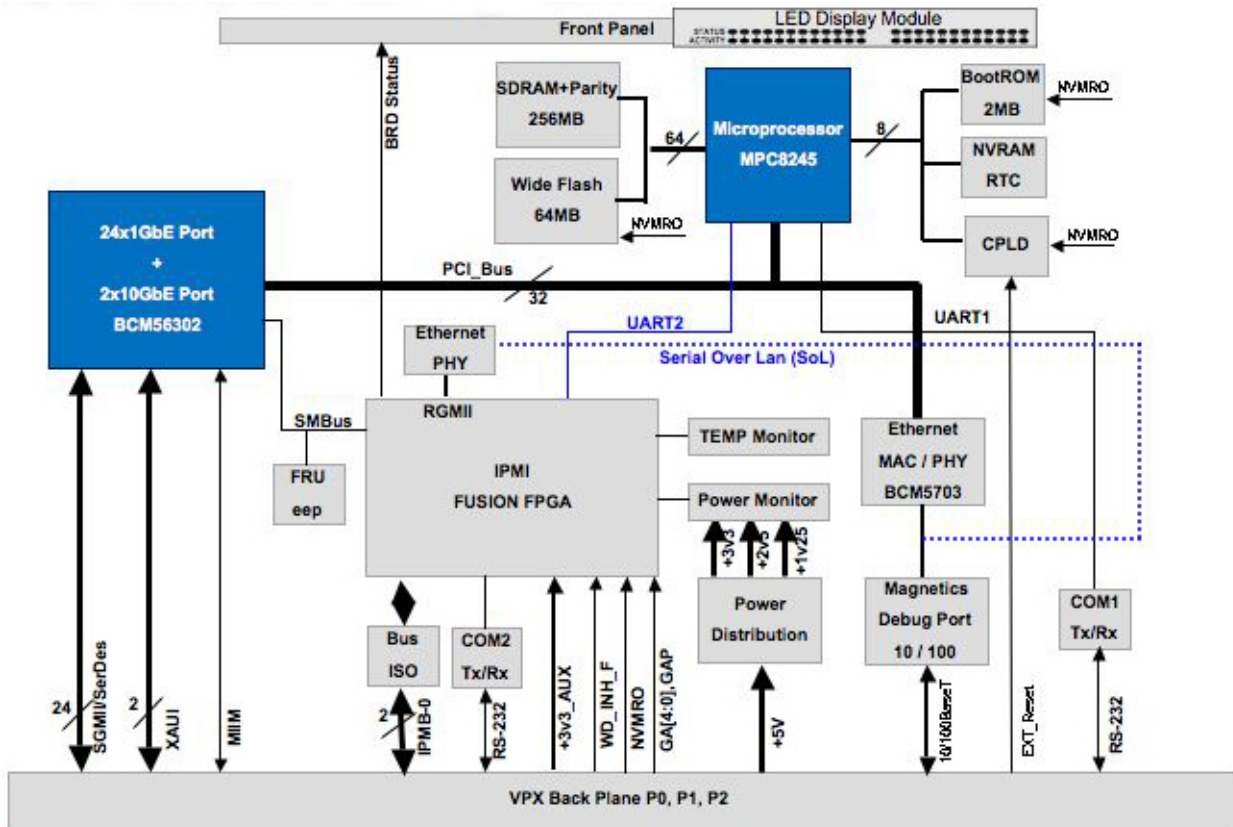 LED Display Module
Front Panel
STATUS
ACTIVITY
BRD Status
SDRAM+Parity
256MB
64
Microprocessor
MPC8245
8
BootROM
2MB
NVMRO
NVRAM
RTC
Wide Flash
64MB
NVMRO
CPLD
NVMRO
24x1GbE Port
+
2x10GbE Port
BCM56302
PCI_Bus
32
UART2
UART1
Ethernet
PHY
Serial Over Lan (SoL)
RGMII
SMBus
FRU
eep
IPMI
FUSION FPGA
TEMP Monitor
Power Monitor
Ethernet
MAC / PHY
BCM5703
+3v3
+2v5
+1v25
Power
Distribution
Magnetics
Debug Port
10 / 100
COM1
Tx/Rx
Bus
ISO
COM2
Tx/Rx
24
SGMII/SerDes
2
XAUI
MIIM
2
IPMB-0
RS-232
+3v3_AUX
WD_INH_F
NVMRO
GA[4:0],GAP
+5V
10/100BaseT
EXT_Reset
RS-232
VPX Back Plane P0, P1, P2